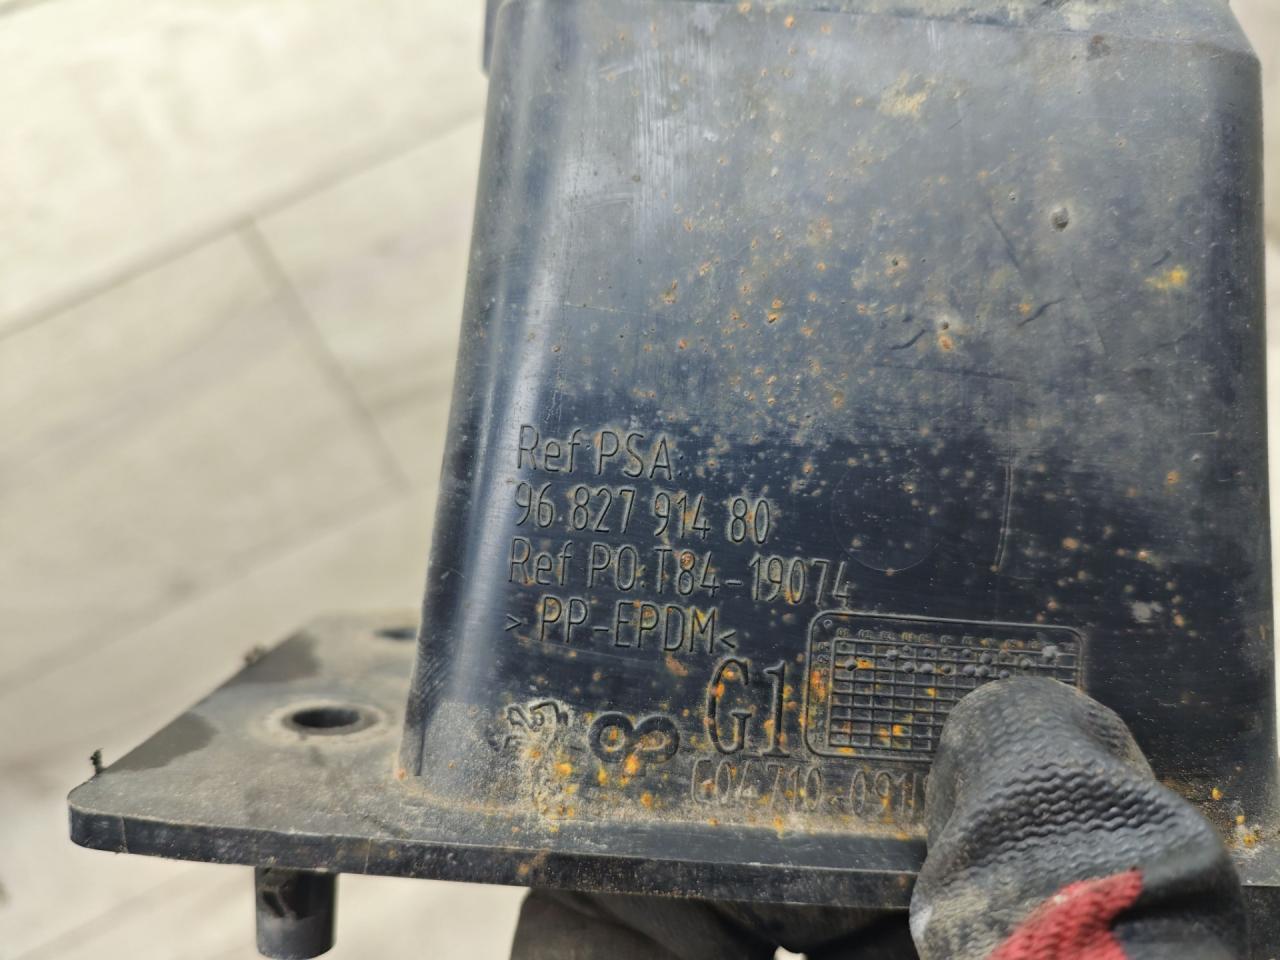 Ref PSA:
96 827 914 80
Ref PO:T84-19074
> PP-EPDM <
G1